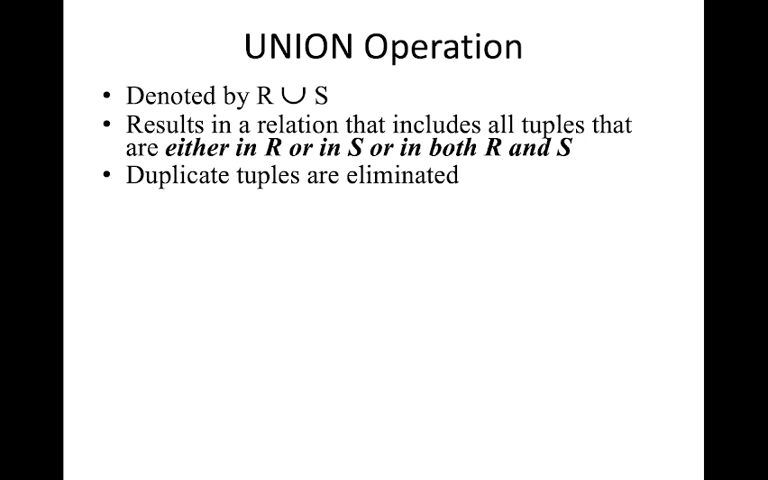 UNION Operation
• Denoted by R ∪ S
• Results in a relation that includes all tuples that
are either in R or in S or in both R and S
• Duplicate tuples are eliminated